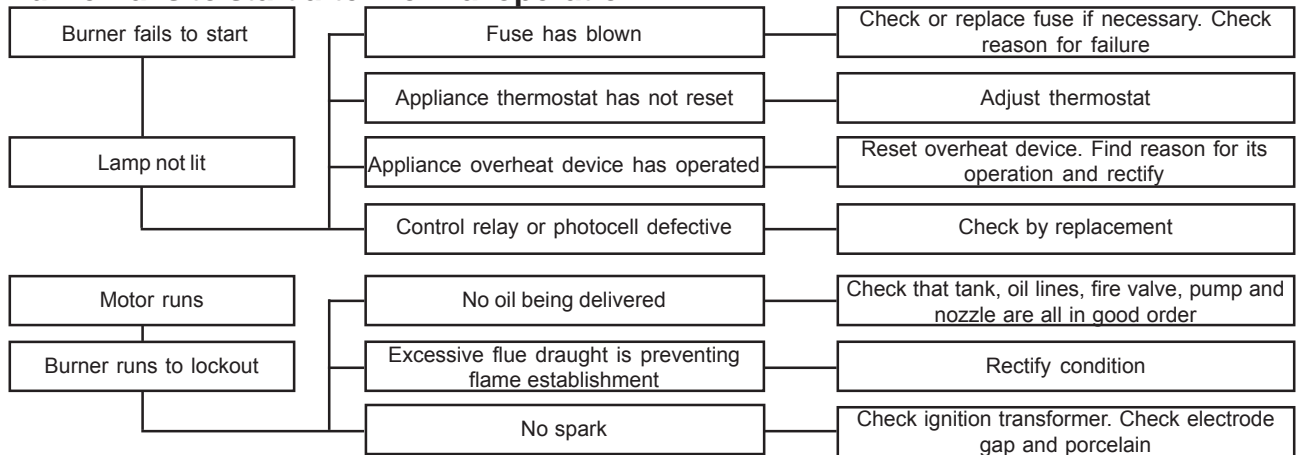 Burner fails to start
Fuse has blown
Check or replace fuse if necessary. Check
reason for failure
Appliance thermostat has not reset
Adjust thermostat
Lamp not lit
Appliance overheat device has operated
Reset overheat device. Find reason for its
operation and rectify
Control relay or photocell defective
Check by replacement
Motor runs
No oil being delivered
Check that tank, oil lines, fire valve, pump and
nozzle are all in good order
Burner runs to lockout
Excessive flue draught is preventing
flame establishment
Rectify condition
No spark
Check ignition transformer. Check electrode
gap and porcelain